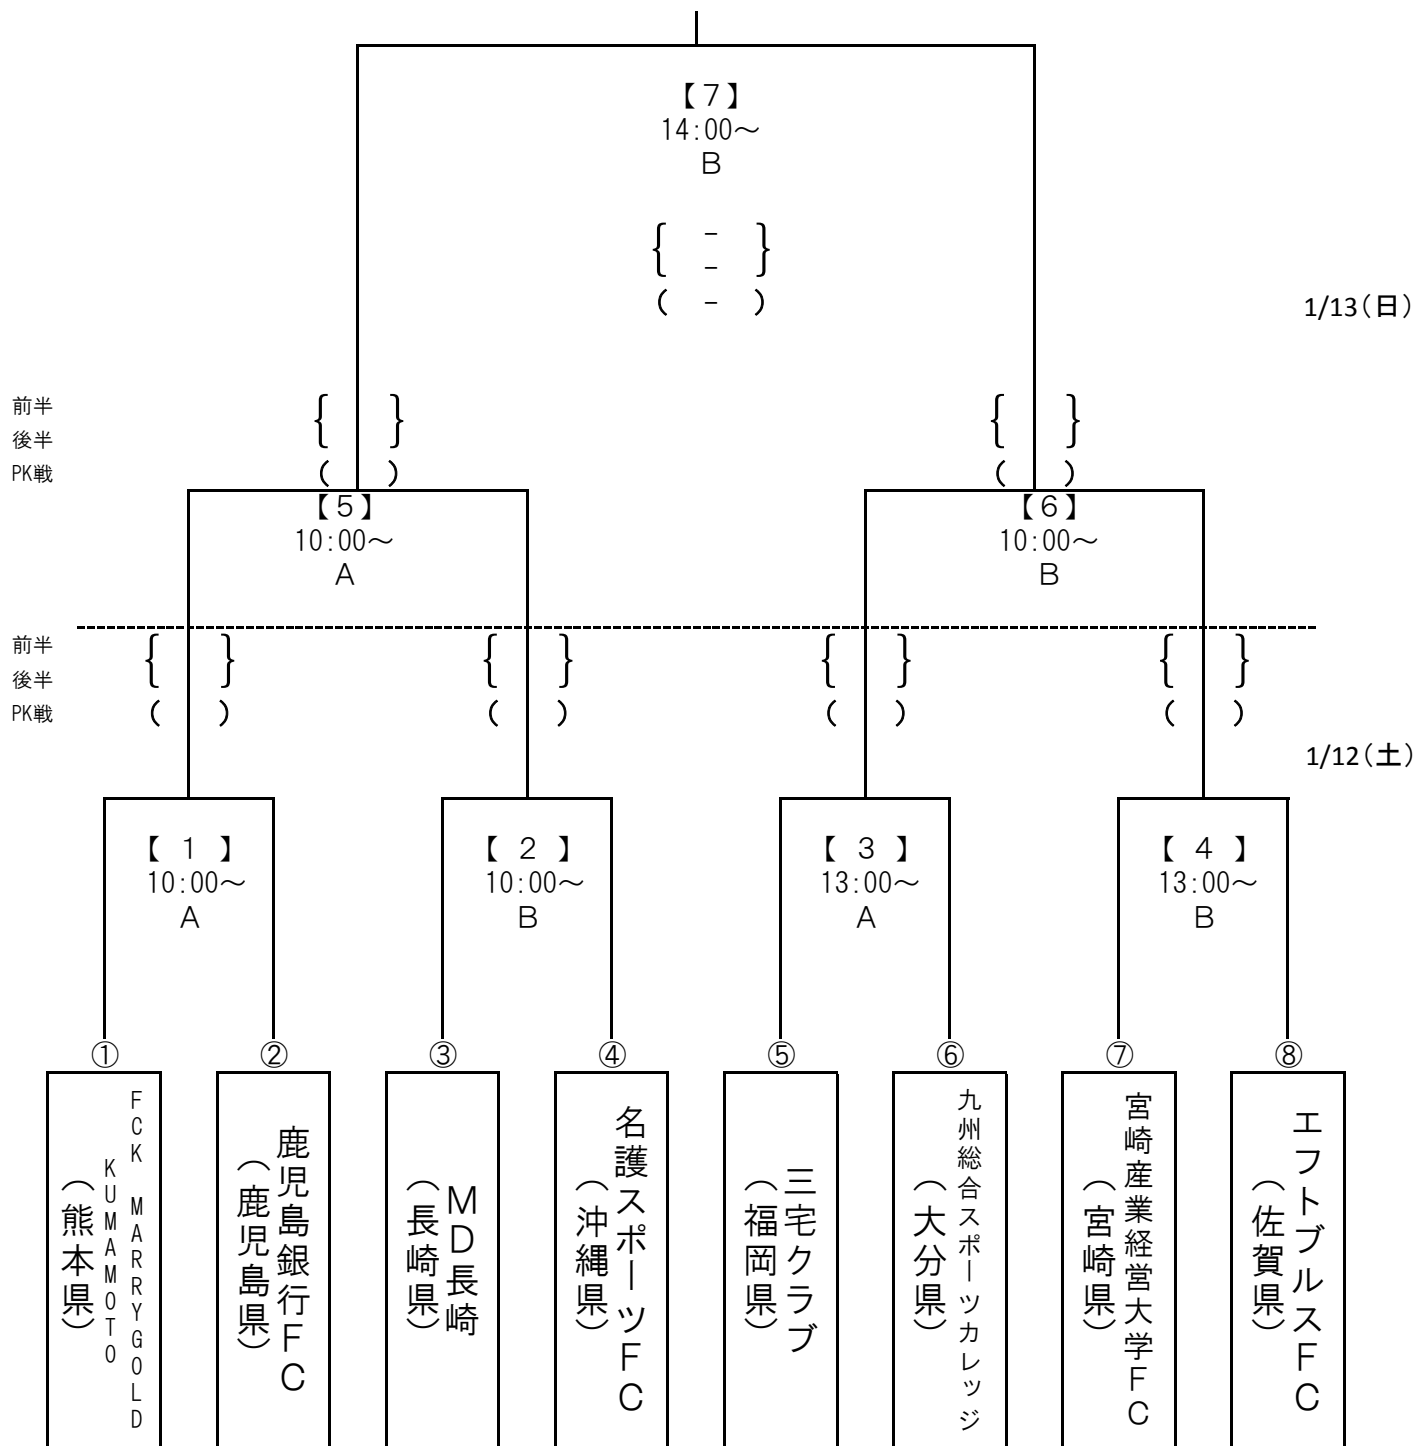 【7】
14:00～
B
{ - }
{ - }
( - )
1/13（日）
前半
後半
PK戦
{ }
( )
{ }
( )
【5】
10:00～
A
【6】
10:00～
B
前半
後半
PK戦
{ }
( )
{ }
( )
{ }
( )
{ }
( )
1/12（土）
【 1 】
10:00～
A
【 2 】
10:00～
B
【 3 】
13:00～
A
【 4 】
13:00～
B
①
FCK MARRYGOLD
KUMAMOTO
（熊本県）
②
鹿児島銀行FC
（鹿児島県）
③
MD長崎
（長崎県）
④
名護スポーツFC
（沖縄県）
⑤
三宅クラブ
（福岡県）
⑥
九州総合スポーツカレッジ
（大分県）
⑦
宮崎産業経営大学FC
（宮崎県）
⑧
エフトブルスFC
（佐賀県）